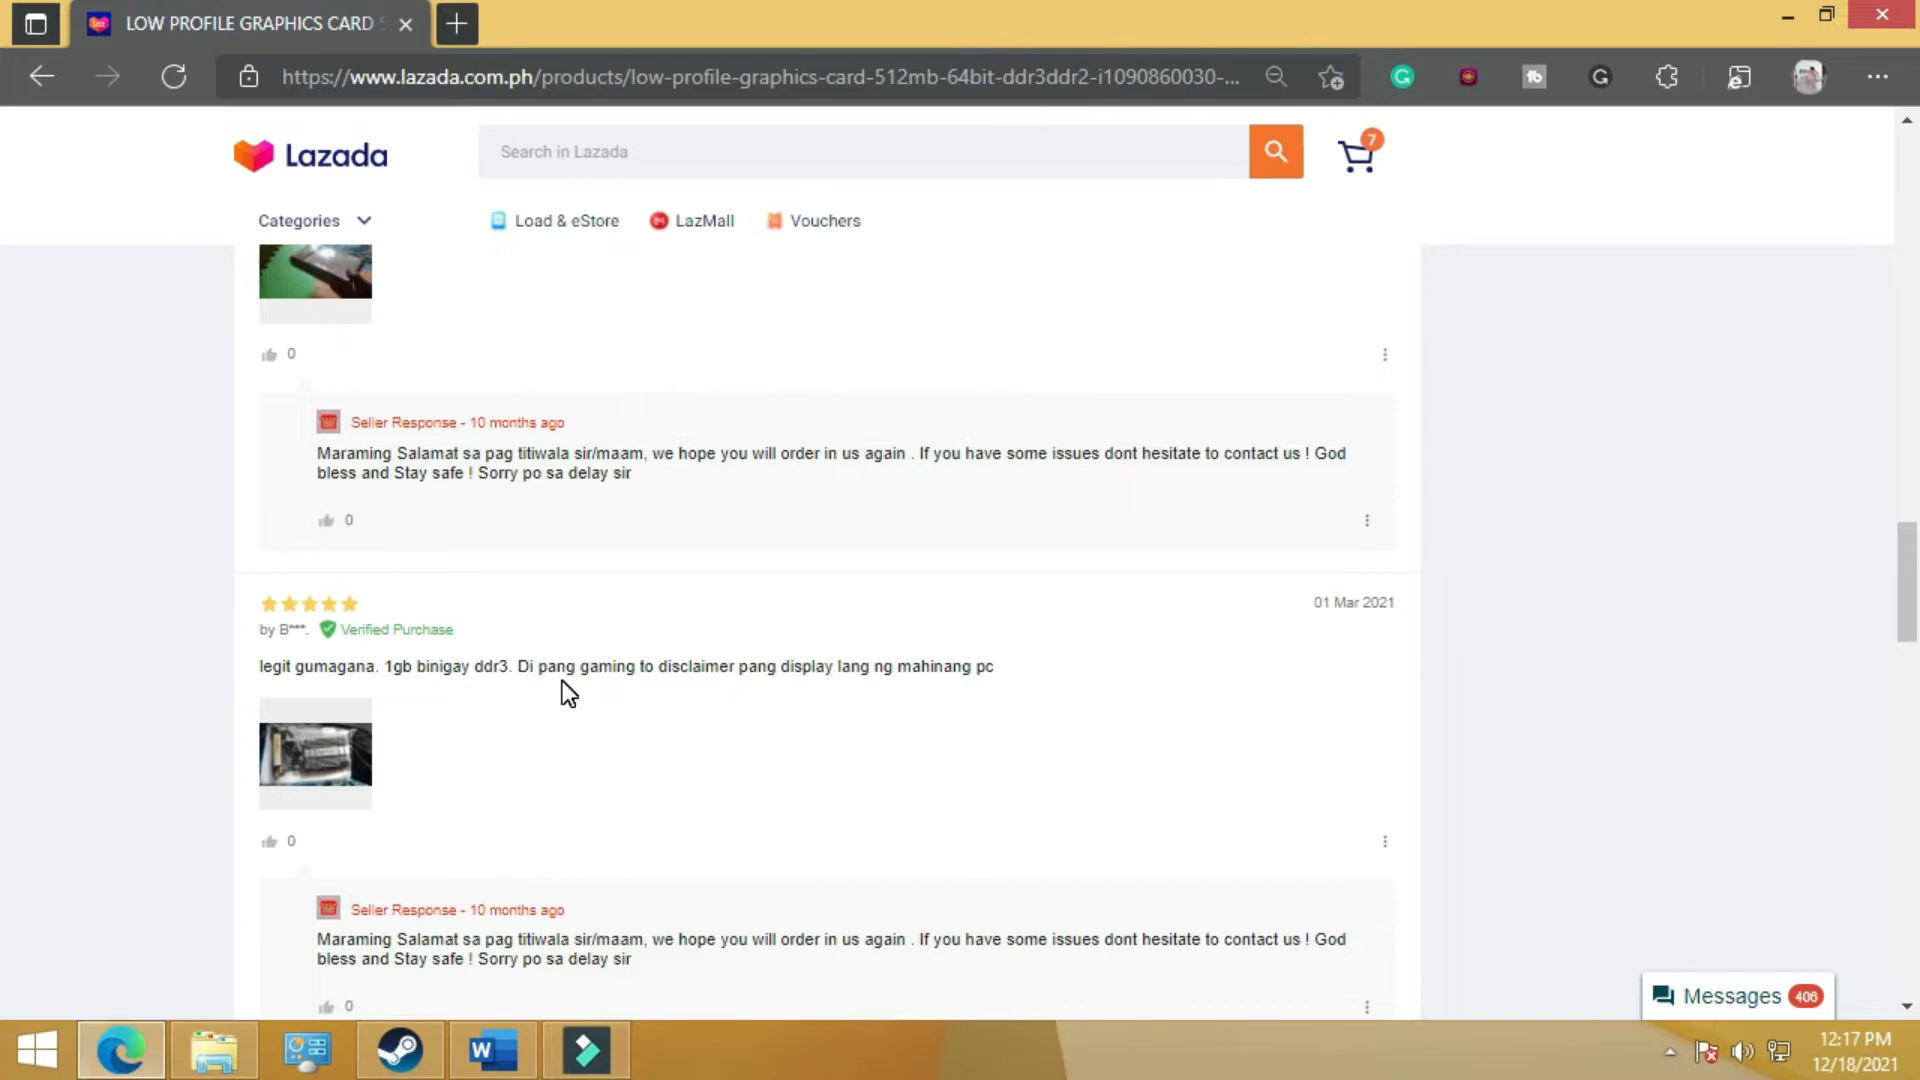 LOW PROFILE GRAPHICS CARD
https://www.lazada.com.ph/products/low-profile-graphics-card-512mb-64bit-ddr3ddr2-i1090860030-...
Lazada
Search in Lazada
7
Categories
Load & eStore
LazMall
Vouchers
0
Seller Response - 10 months ago
Maraming Salamat sa pag titiwala sir/maam, we hope you will order in us again . If you have some issues dont hesitate to contact us ! God
bless and Stay safe ! Sorry po sa delay sir
0
01 Mar 2021
by B***.
Verified Purchase
legit gumagana. 1gb binigay ddr3. Di pang gaming to disclaimer pang display lang ng mahinang pc
0
Seller Response - 10 months ago
Maraming Salamat sa pag titiwala sir/maam, we hope you will order in us again . If you have some issues dont hesitate to contact us ! God
bless and Stay safe ! Sorry po sa delay sir
0
Messages 406
12:17 PM
12/18/2021